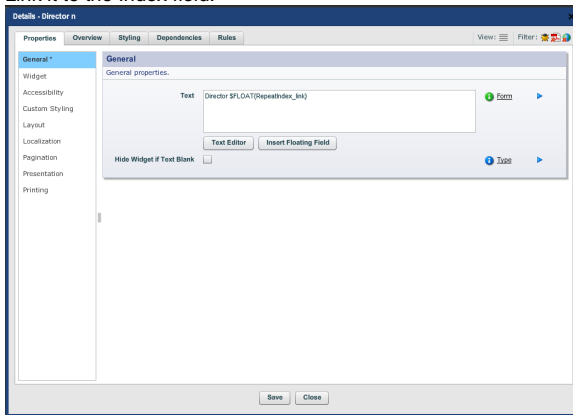 Link it to the Index field.
Details - Director n
Properties Overview Styling Dependencies Rules View: Filter:
General * General
General properties.
Widget
Accessibility Text Director $FLOAT{RepeatIndex_link} Form
Custom Styling
Layout
Localization Text Editor Insert Floating Field
Pagination Hide Widget if Text Blank Type
Presentation
Printing
Save Close